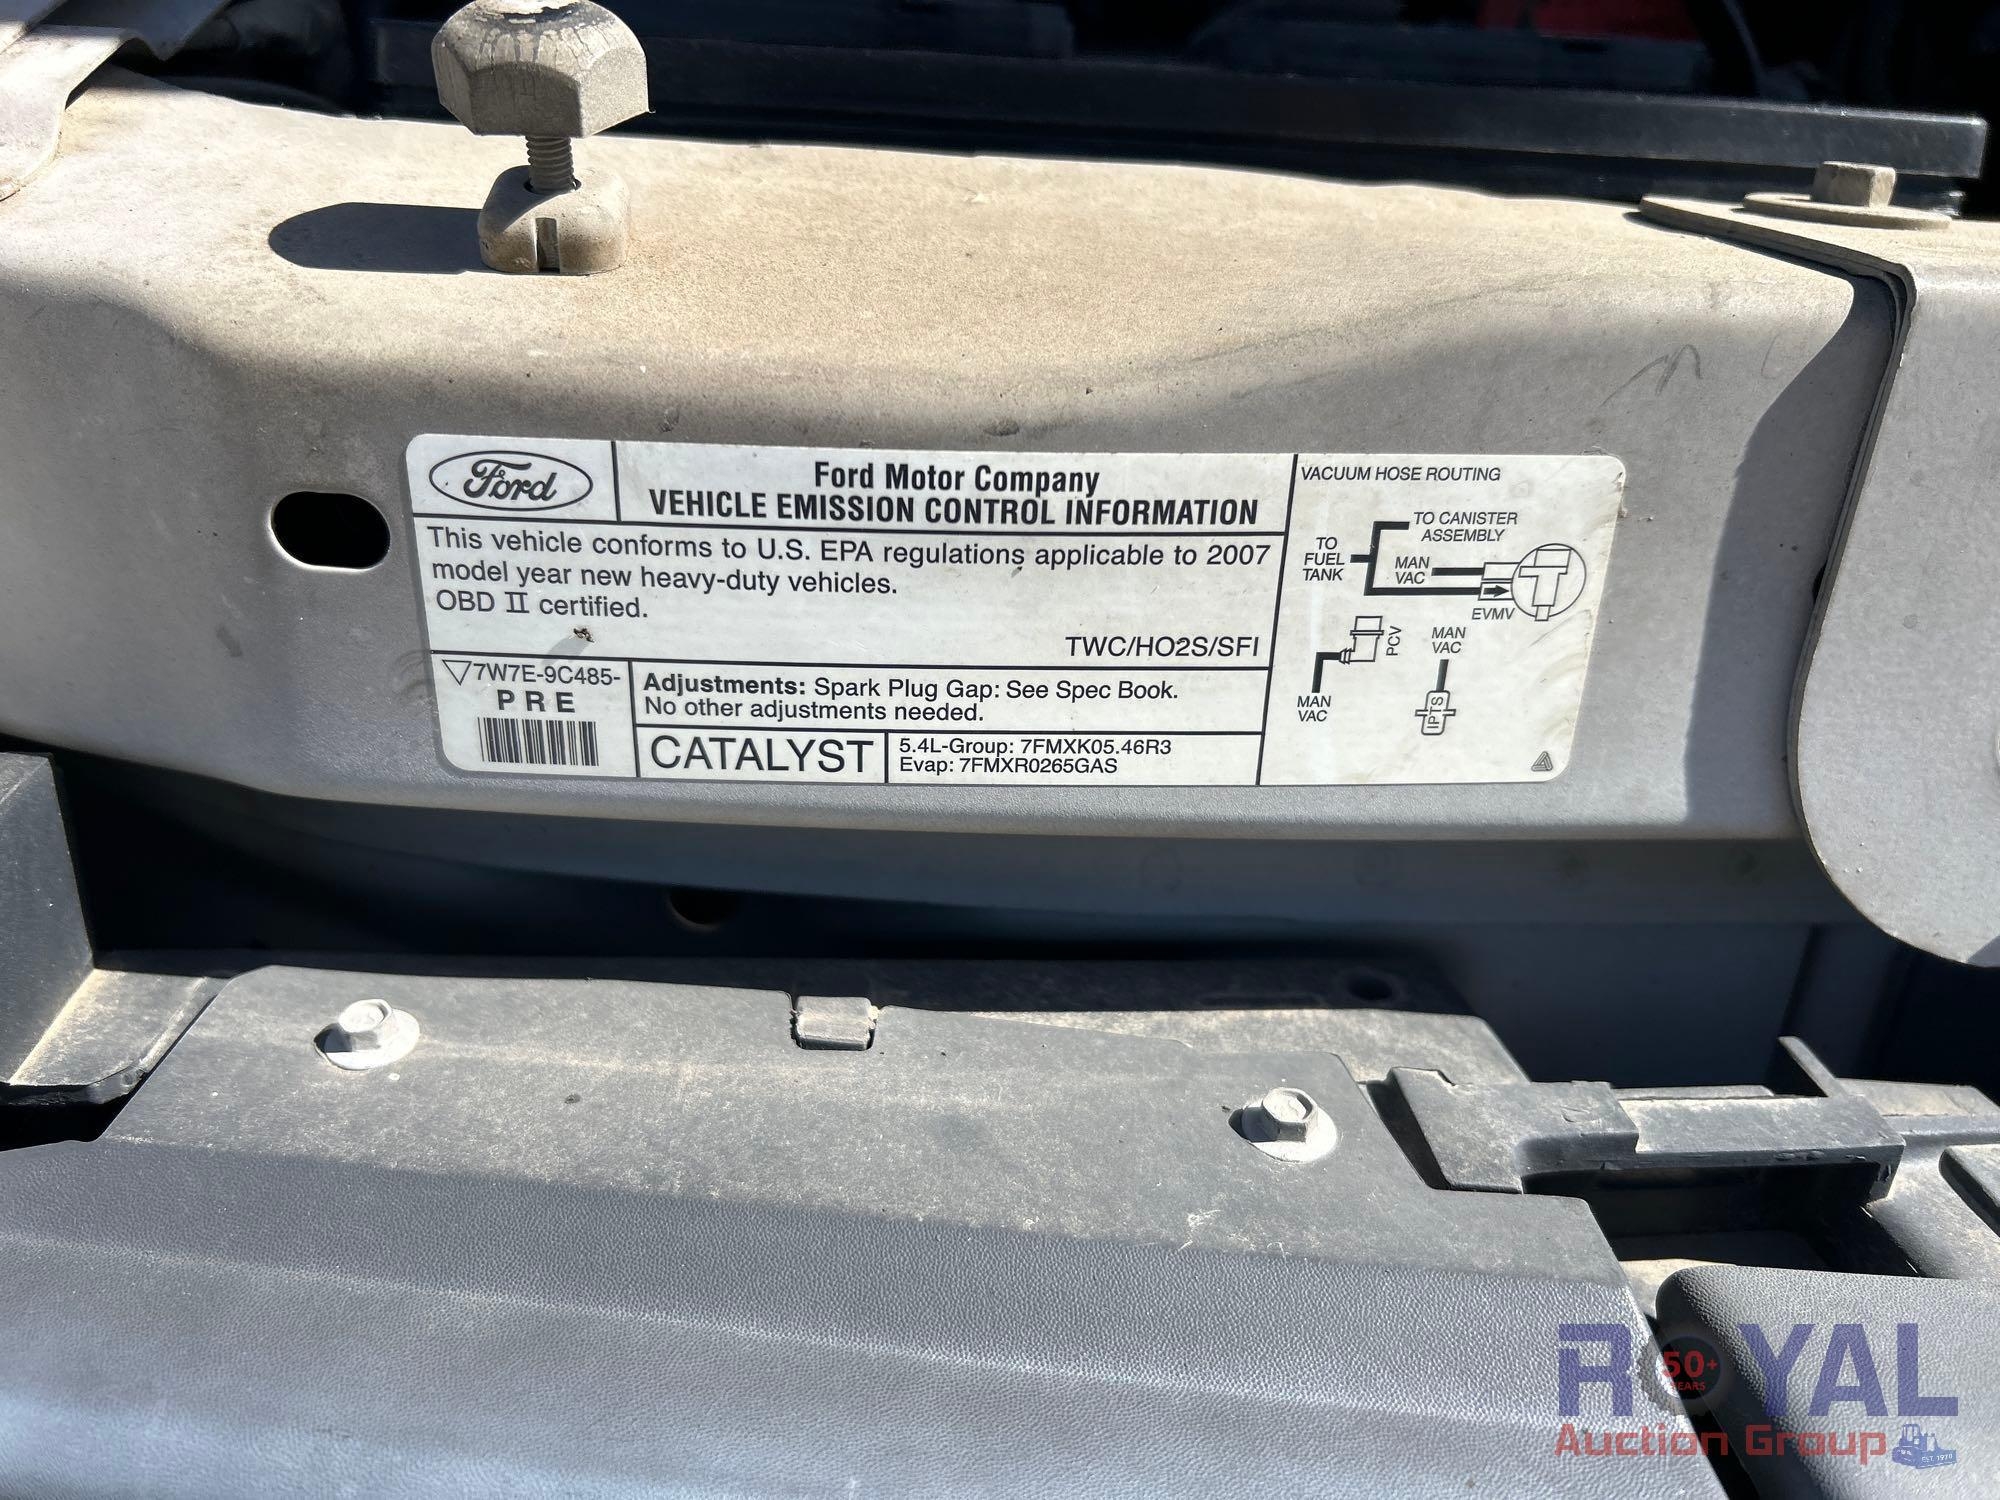 Ford
Ford Motor Company
VEHICLE EMISSION CONTROL INFORMATION
This vehicle conforms to U.S. EPA regulations applicable to 2007
model year new heavy-duty vehicles.
OBD II certified.
TWC/HO2S/SFI
7W7E-9C485-
PRE
Adjustments: Spark Plug Gap: See Spec Book.
No other adjustments needed.
CATALYST
5.4L-Group: 7FMXK05.46R3
Evap: 7FMXR0265GAS
VACUUM HOSE ROUTING
TO CANISTER
ASSEMBLY
TO
FUEL
TANK
MAN
VAC
EVMV
PCV
MAN
VAC
MAN
VAC
IPTS
ROYAL
50+
YEARS
Auction Group
EST. 1970